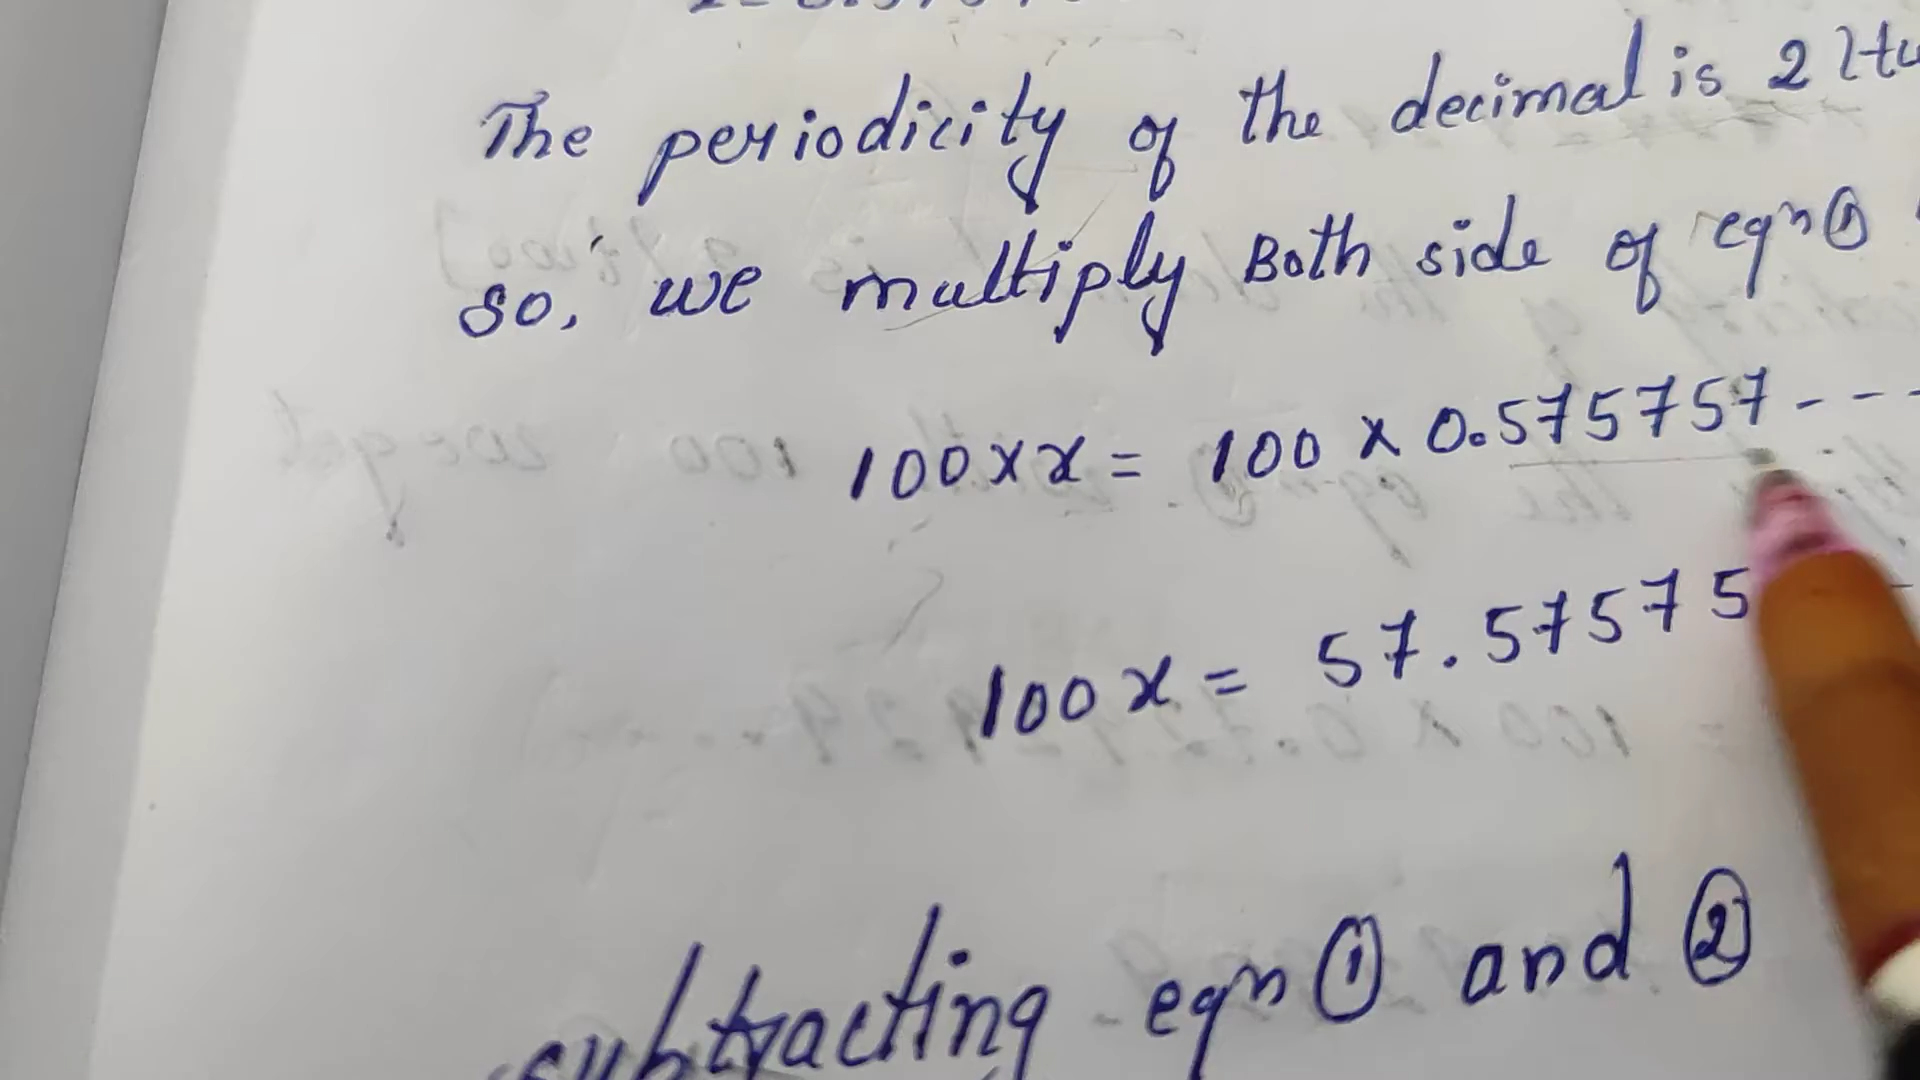 The periodicity of the decimal is 2
so, we multiply Both side of eqn ①
100 x x = 100 x 0.575757 - - -
100 x = 57.57575
subtracting eqn ① and ②